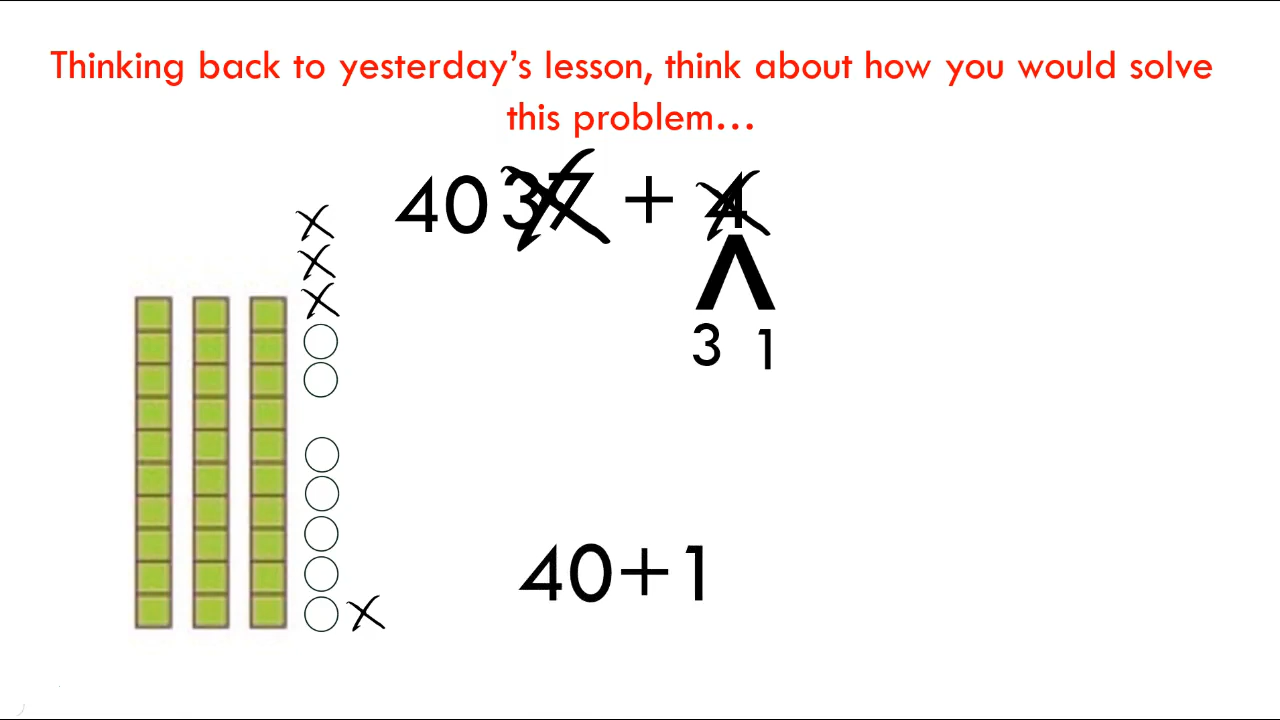 Thinking back to yesterday’s lesson, think about how you would solve
this problem…
40 37 + 4
3 1
40+1